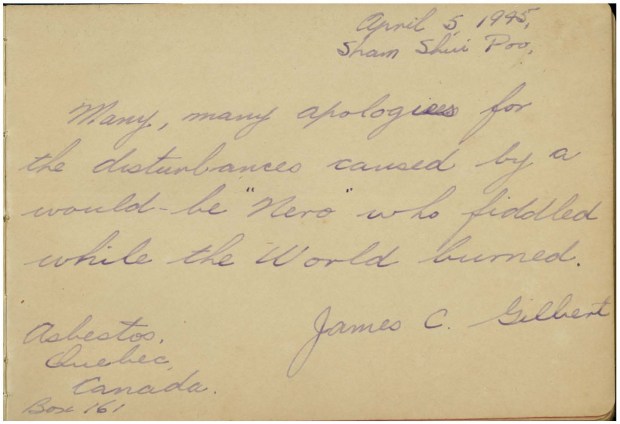 April 5, 1945,
Sham Shui Poo,
Many, many apologies for
the disturbances caused by a
would-be "Nero" who fiddled
while the World burned.
James C. Gilbert
Asbestos,
Quebec,
Canada.
Box 161